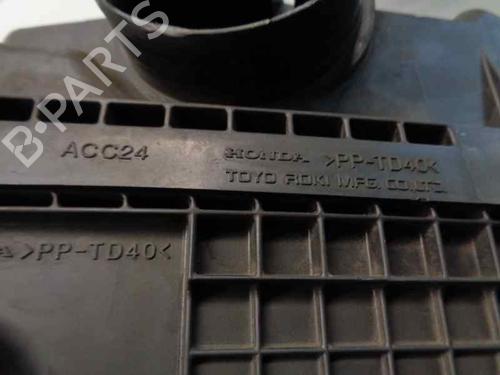 B-PARTS
ACC24 HONDA >PP-TD40<
TOYO ROKI MFG. CO.,LTD.
A >PP-TD40<